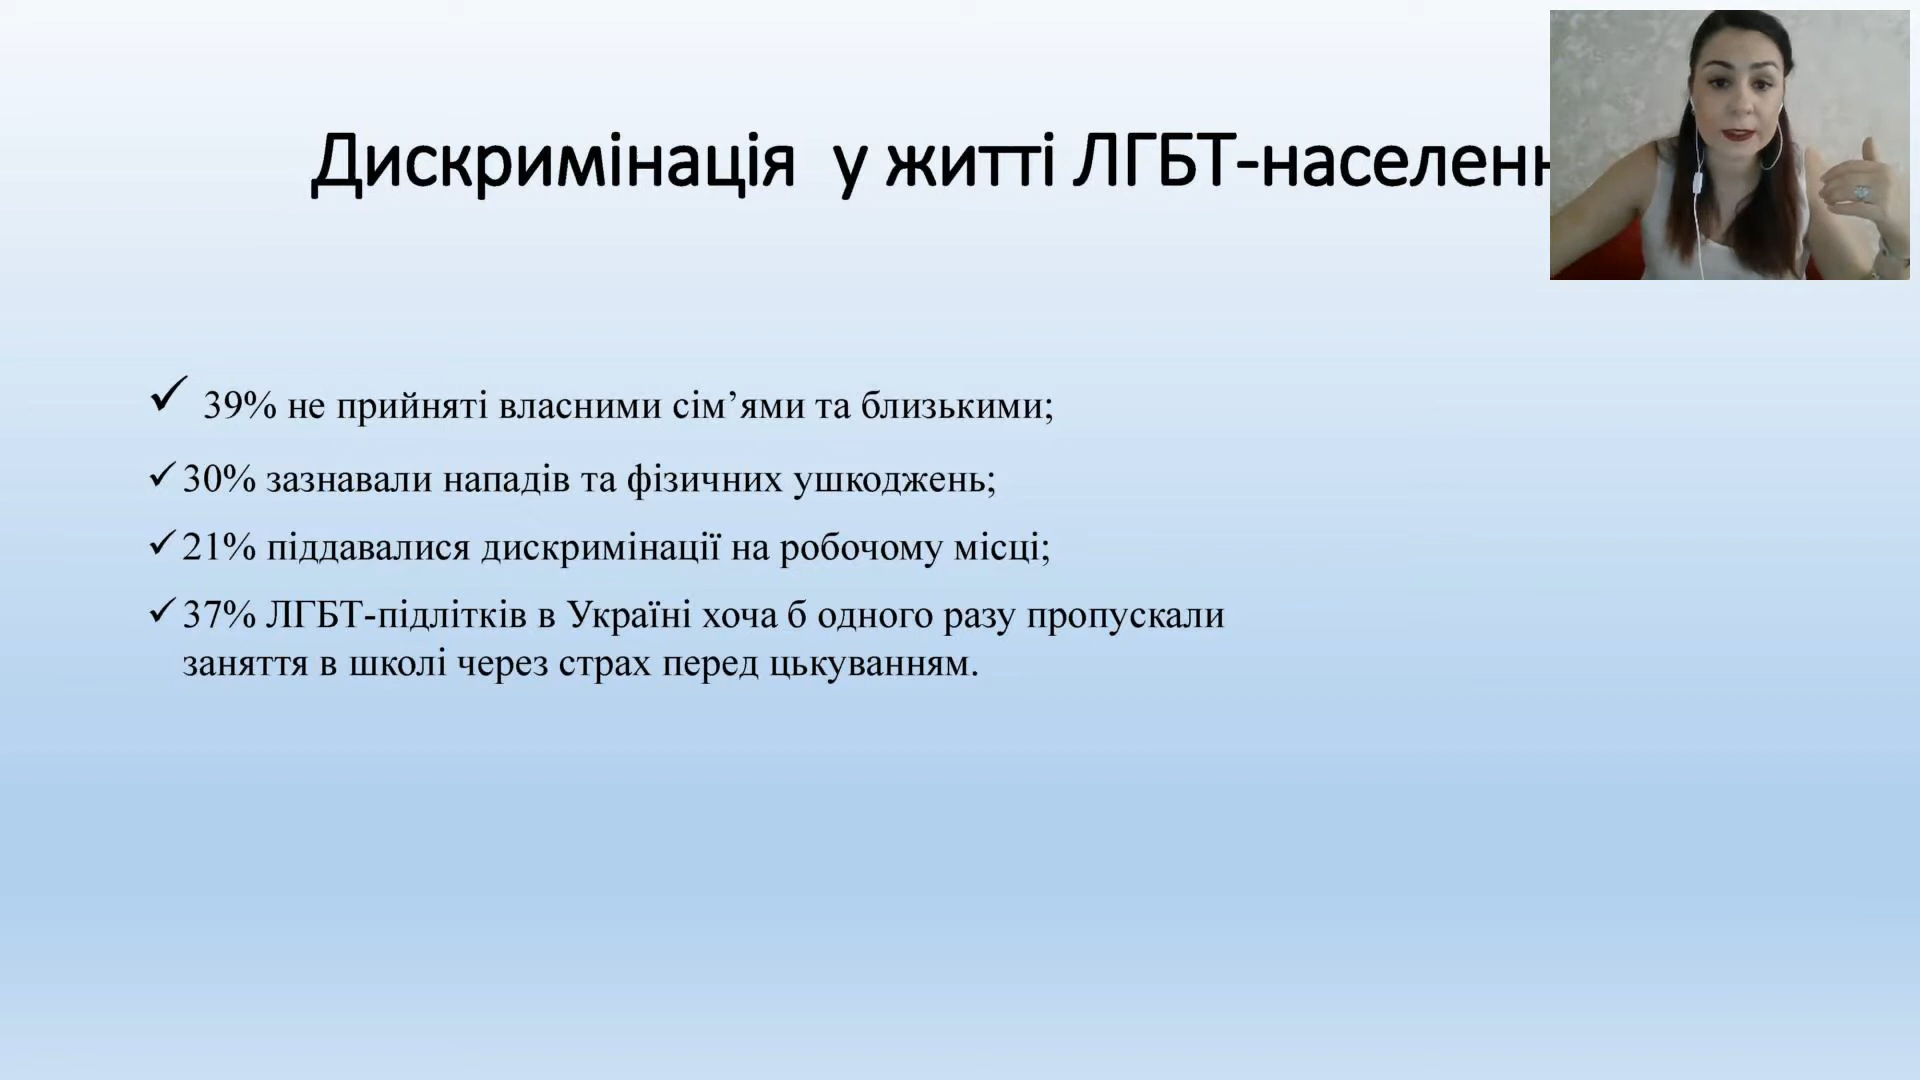 Дискримінація у житті ЛГБТ-населенн
✓ 39% не прийняті власними сім’ями та близькими;
✓ 30% зазнавали нападів та фізичних ушкоджень;
✓ 21% піддавалися дискримінації на робочому місці;
✓ 37% ЛГБТ-підлітків в Україні хоча б одного разу пропускали
заняття в школі через страх перед цькуванням.